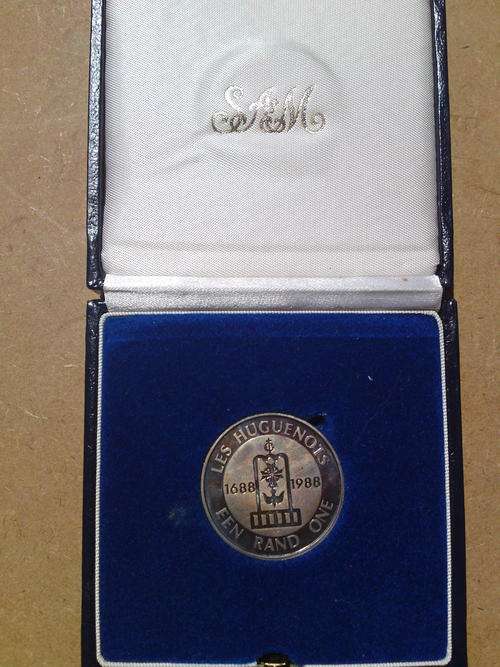 SAM
LES HUGUENOTS
1688 1988
EEN RAND ONE